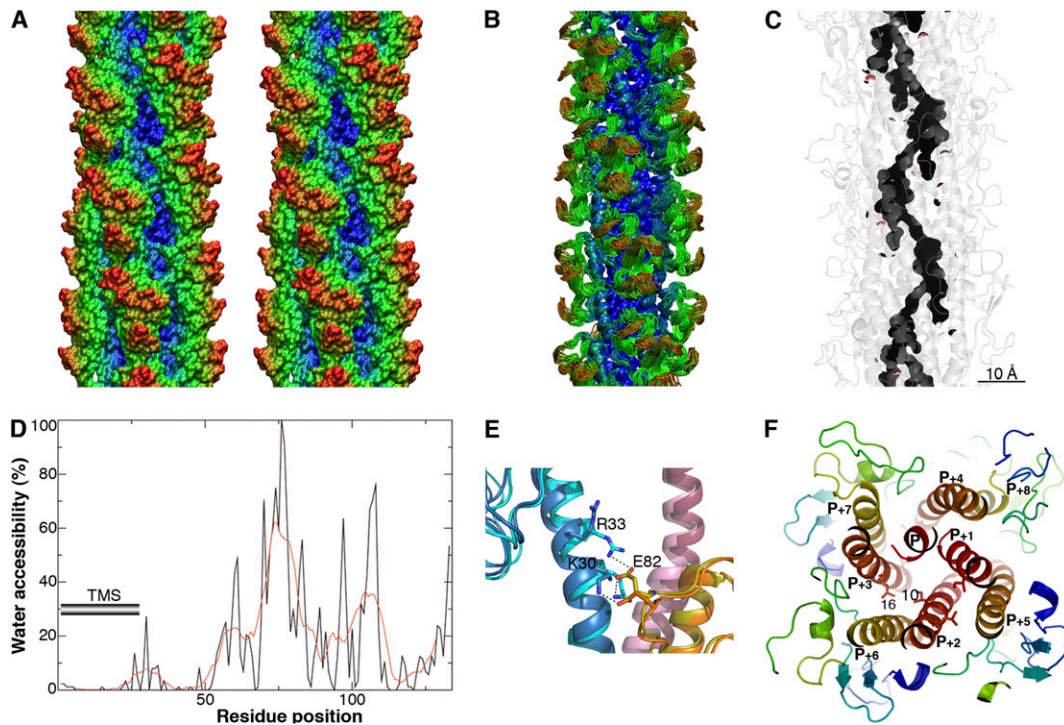 A
B
C
10 Å
D
100
80
60
40
20
0
Water accessibility (%)
TMS
50
100
Residue position
E
R33
K30
E82
F
P+4
P+8
P+7
P
P+1
P+3
10
16
P+5
P+2
P+6